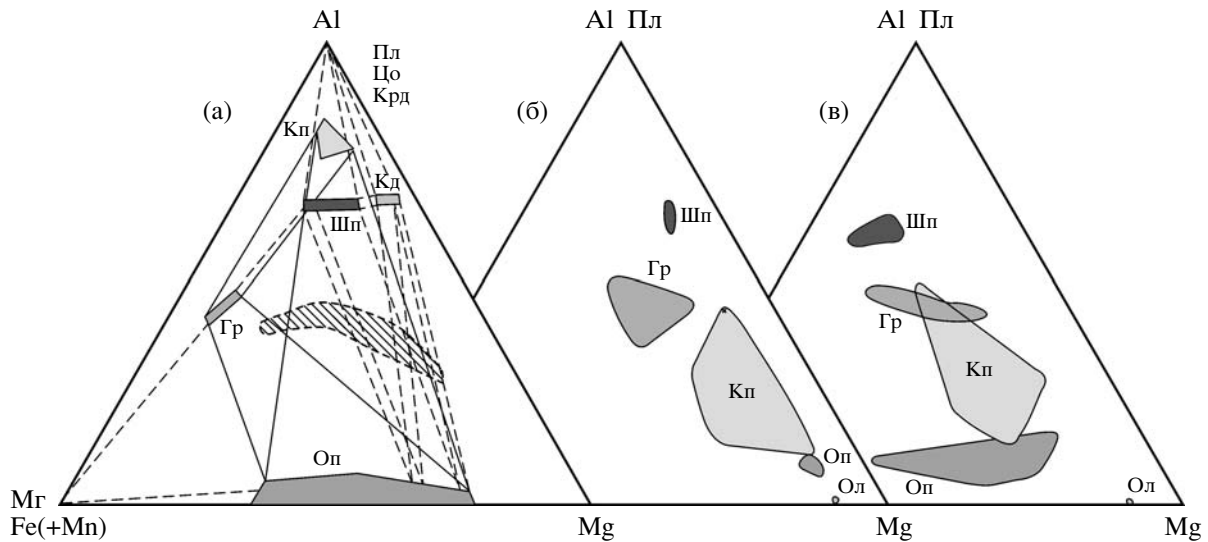 Al
Al Пл
Al Пл
Пл
Цо
Крд
(а)
(б)
(в)
Кп
Кд
Шп
Шп
Шп
Гр
Гр
Гр
Кп
Кп
Оп
Оп
Оп
Ол
Ол
Мг
Fe(+Mn)
Mg
Mg
Mg